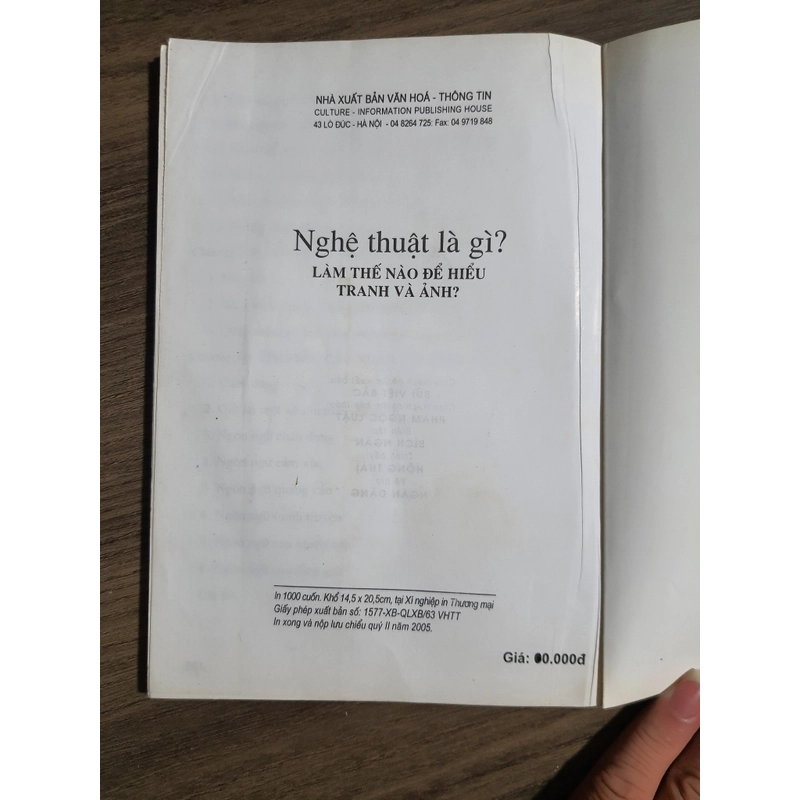 NHÀ XUẤT BẢN VĂN HOÁ - THÔNG TIN
CULTURE - INFORMATION PUBLISHING HOUSE
43 LÒ ĐÚC - HÀ NỘI - 04 8264 725: Fax: 04 9719 848
Nghệ thuật là gì?
LÀM THẾ NÀO ĐỂ HIỂU
TRANH VÀ ẢNH?
In 1000 cuốn. Khổ 14,5 x 20,5cm, tại Xí nghiệp in Thương mại
Giấy phép xuất bản số: 1577-XB-QLXB/63 VHTT
In xong và nộp lưu chiểu quý II năm 2005.
Giá: 0.000đ